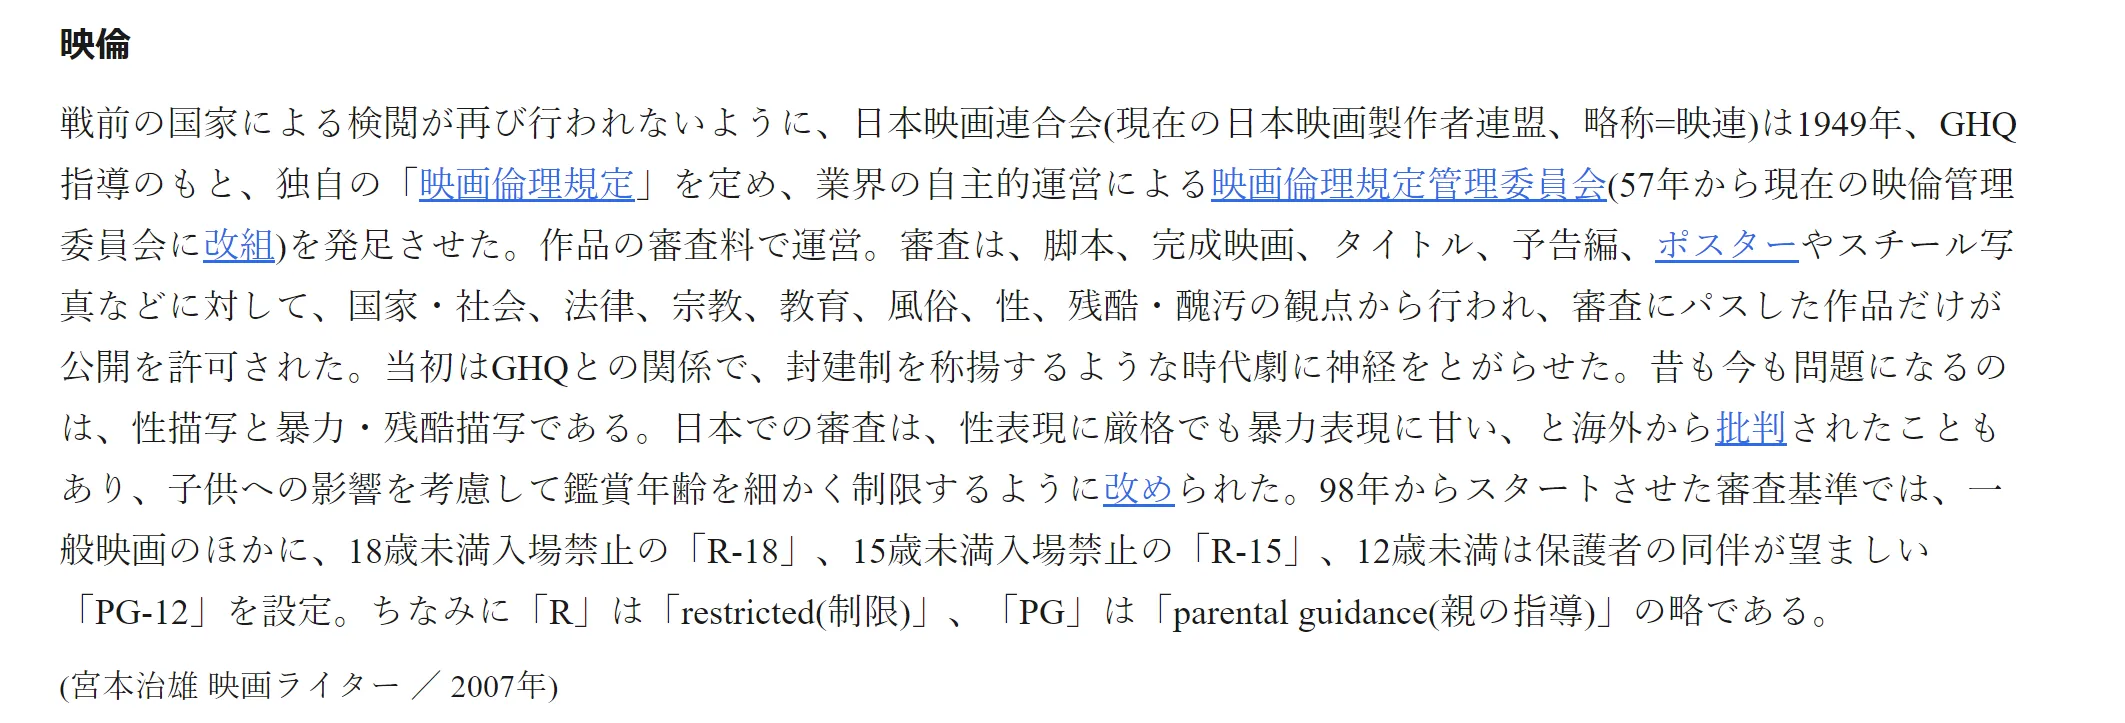 映倫
戦前の国家による検閲が再び行われないように、日本映画連合会(現在の日本映画製作者連盟、略称=映連)は1949年、GHQ
指導のもと、独自の「映画倫理規定」を定め、業界の自主的運営による映画倫理規定管理委員会(57年から現在の映倫管理
委員会に改組)を発足させた。作品の審査料で運営。審査は、脚本、完成映画、タイトル、予告編、ポスターやスチール写
真などに対して、国家・社会、法律、宗教、教育、風俗、性、残酷・醜汚の観点から行われ、審査にパスした作品だけが
公開を許可された。当初はGHQとの関係で、封建制を称揚するような時代劇に神経をとがらせた。昔も今も問題になるの
は、性描写と暴力・残酷描写である。日本での審査は、性表現に厳格でも暴力表現に甘い、と海外から批判されたことも
あり、子供への影響を考慮して鑑賞年齢を細かく制限するように改められた。98年からスタートさせた審査基準では、一
般映画のほかに、18歳未満入場禁止の「R-18」、15歳未満入場禁止の「R-15」、12歳未満は保護者の同伴が望ましい
「PG-12」を設定。ちなみに「R」は「restricted(制限)」、「PG」は「parental guidance(親の指導)」の略である。
(宮本治雄 映画ライター ／ 2007年)